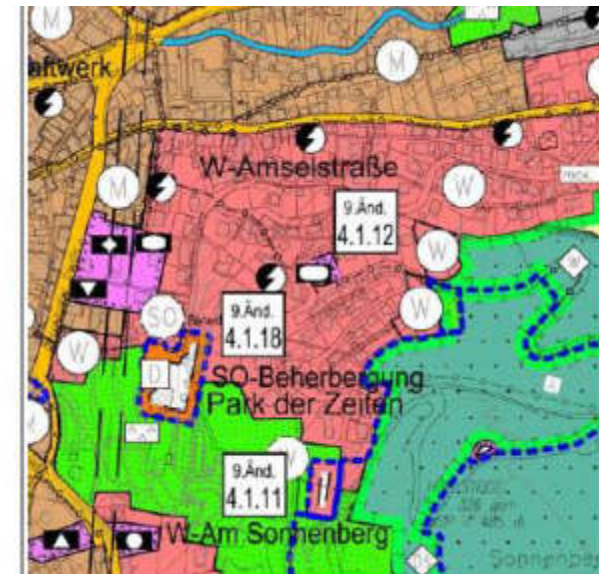 M
M
aftwerk
M
W-Amselstraße
W
9.Änd.
4.1.12
W
SO
9.Änd.
4.1.18
W
W
D
SO-Beherbergung
Park der Zeiten
9.Änd.
4.1.11
W-Am Sonnenberg
Sonnenbe